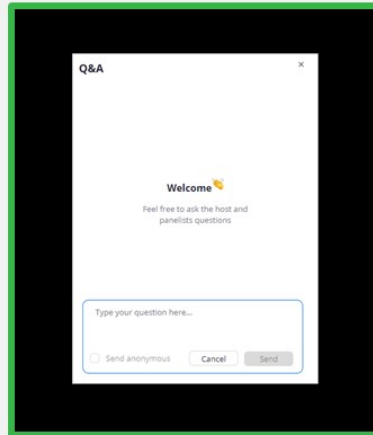 Q&A
Welcome
Feel free to ask the host and
panelists questions
Type your question here...
Send anonymous
Cancel
Send